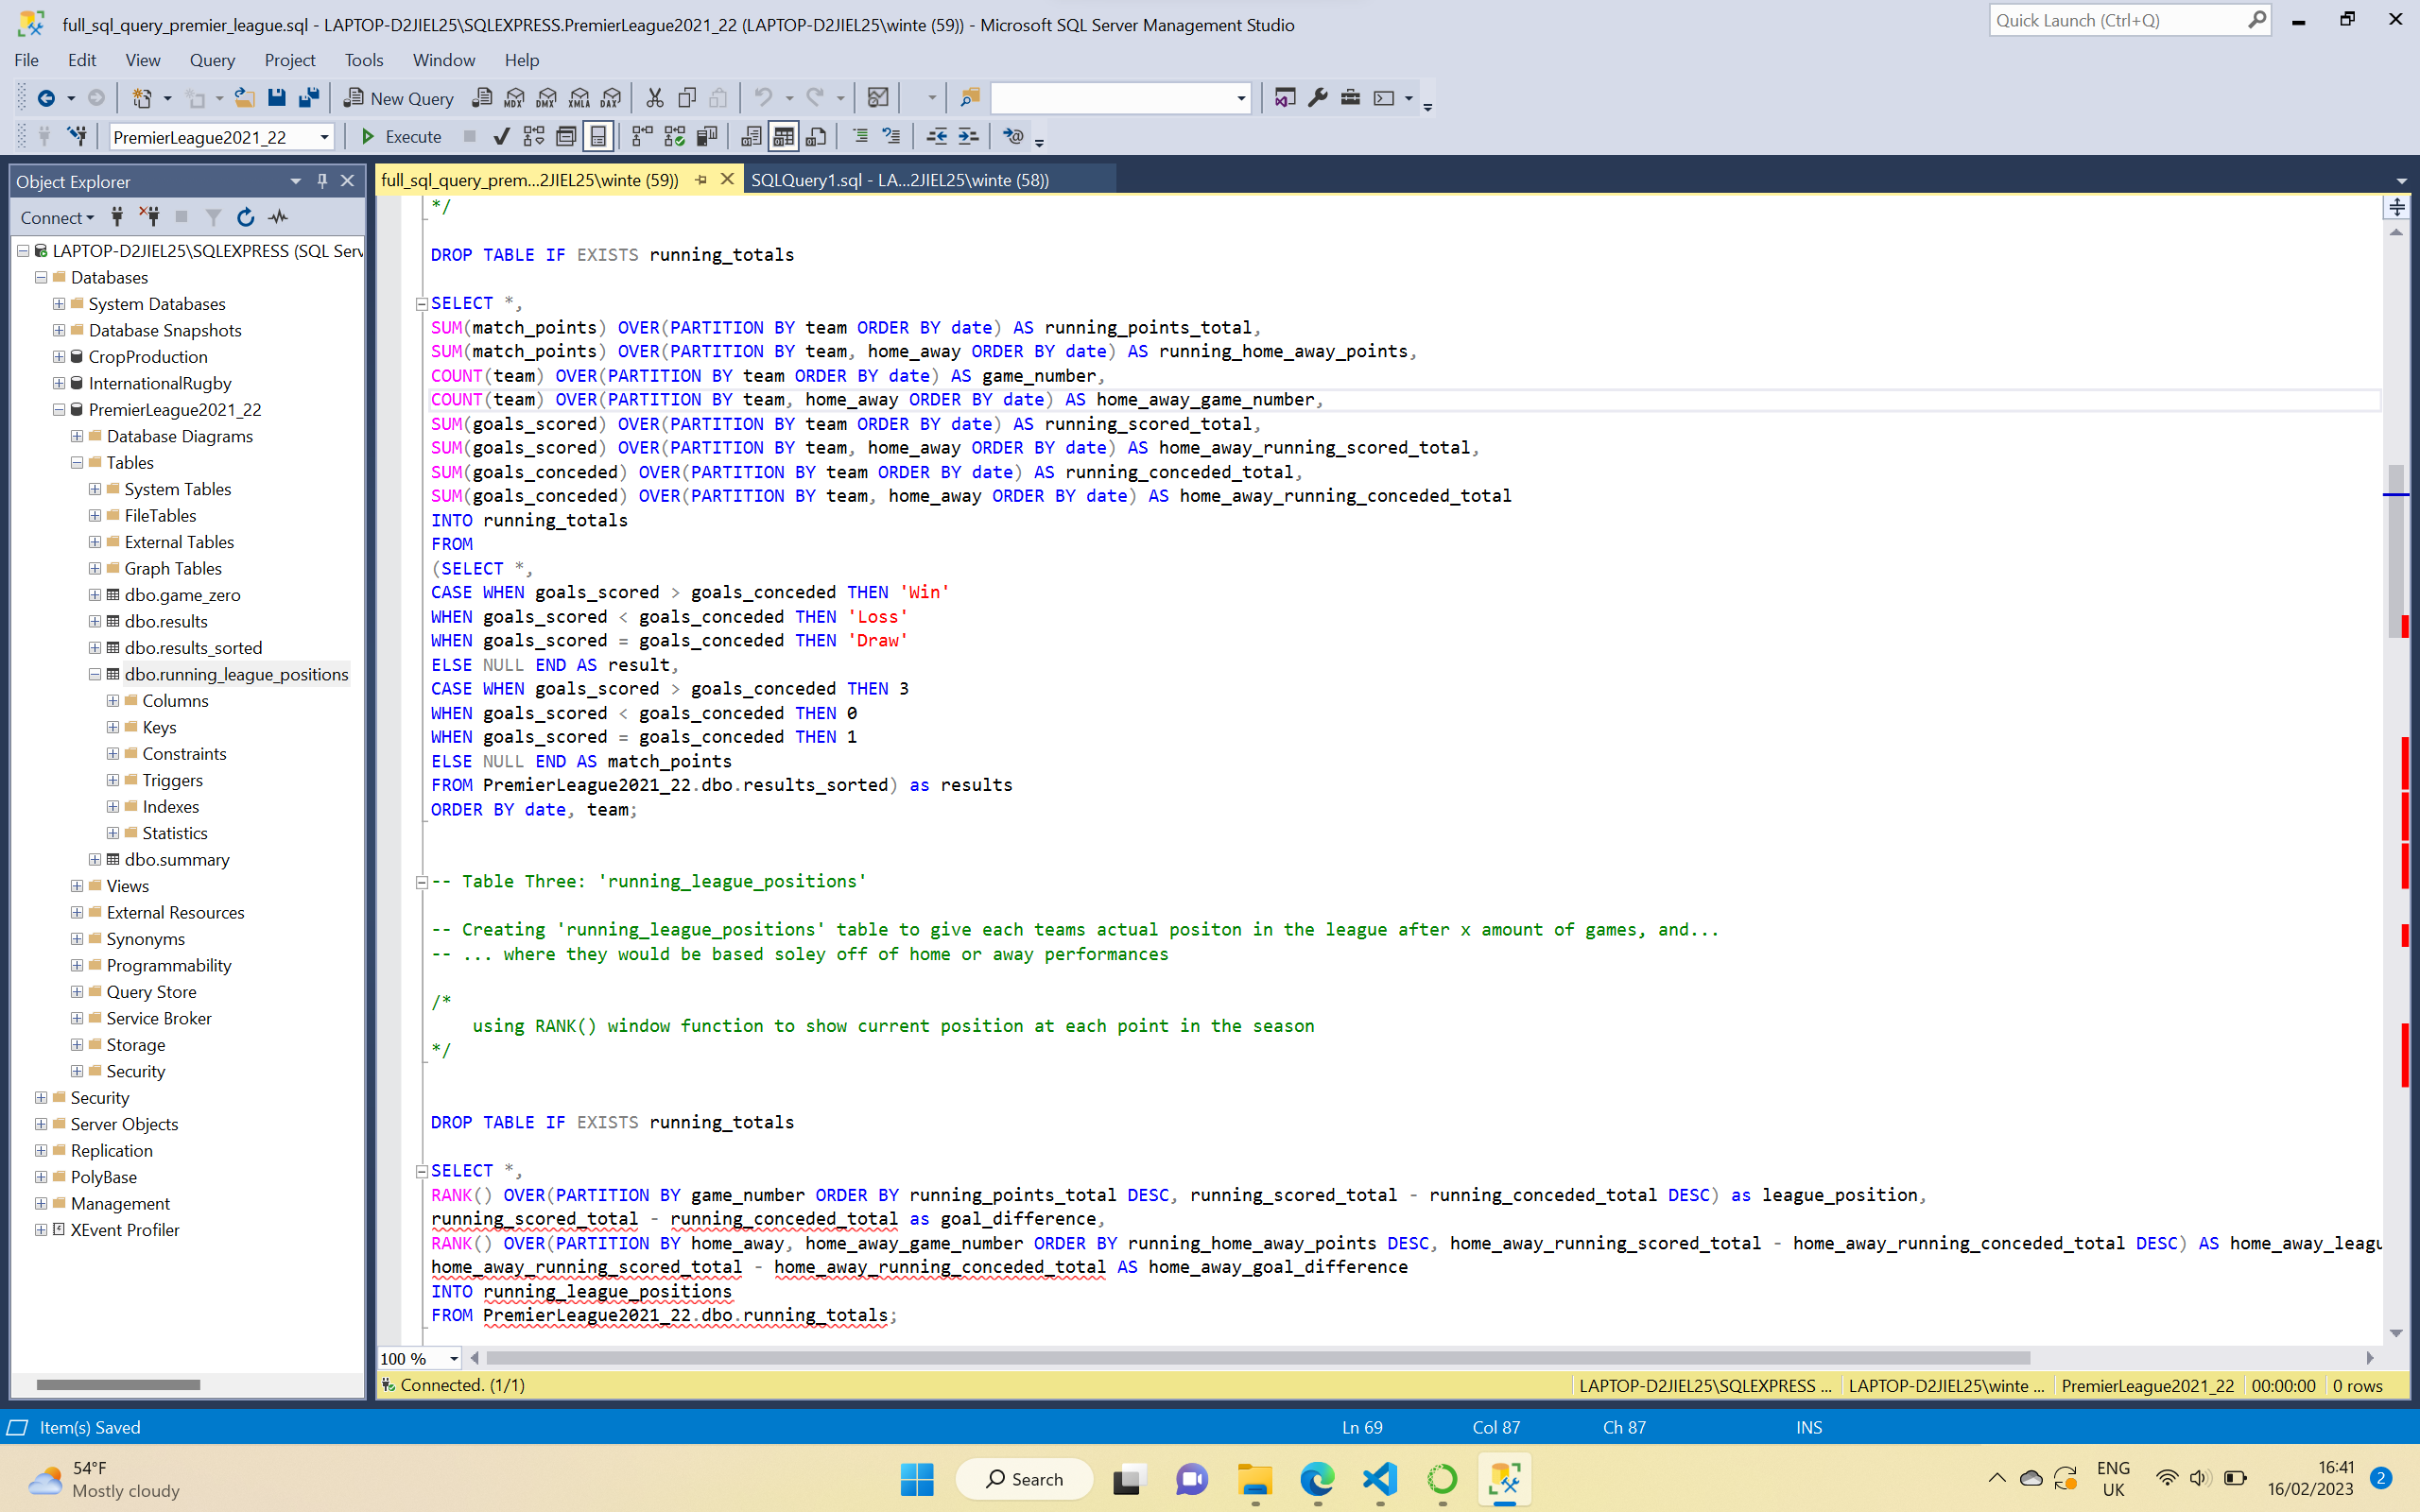 full_sql_query_premier_league.sql - LAPTOP-D2JIEL25\SQLEXPRESS.PremierLeague2021_22 (LAPTOP-D2JIEL25\winte (59)) - Microsoft SQL Server Management Studio
Quick Launch (Ctrl+Q)
File Edit View Query Project Tools Window Help
New Query MDX DMX XMLA DAX
PremierLeague2021_22 Execute
Object Explorer
full_sql_query_prem...2JIEL25\winte (59)) SQLQuery1.sql - LA...2JIEL25\winte (58))
Connect
LAPTOP-D2JIEL25\SQLEXPRESS (SQL Serv
Databases
System Databases
Database Snapshots
CropProduction
InternationalRugby
PremierLeague2021_22
Database Diagrams
Tables
System Tables
FileTables
External Tables
Graph Tables
dbo.game_zero
dbo.results
dbo.results_sorted
dbo.running_league_positions
Columns
Keys
Constraints
Triggers
Indexes
Statistics
dbo.summary
Views
External Resources
Synonyms
Programmability
Query Store
Service Broker
Storage
Security
Security
Server Objects
Replication
PolyBase
Management
XEvent Profiler
*/
DROP TABLE IF EXISTS running_totals
SELECT *,
SUM(match_points) OVER(PARTITION BY team ORDER BY date) AS running_points_total,
SUM(match_points) OVER(PARTITION BY team, home_away ORDER BY date) AS running_home_away_points,
COUNT(team) OVER(PARTITION BY team ORDER BY date) AS game_number,
COUNT(team) OVER(PARTITION BY team, home_away ORDER BY date) AS home_away_game_number,
SUM(goals_scored) OVER(PARTITION BY team ORDER BY date) AS running_scored_total,
SUM(goals_scored) OVER(PARTITION BY team, home_away ORDER BY date) AS home_away_running_scored_total,
SUM(goals_conceded) OVER(PARTITION BY team ORDER BY date) AS running_conceded_total,
SUM(goals_conceded) OVER(PARTITION BY team, home_away ORDER BY date) AS home_away_running_conceded_total
INTO running_totals
FROM
(SELECT *,
CASE WHEN goals_scored > goals_conceded THEN 'Win'
WHEN goals_scored < goals_conceded THEN 'Loss'
WHEN goals_scored = goals_conceded THEN 'Draw'
ELSE NULL END AS result,
CASE WHEN goals_scored > goals_conceded THEN 3
WHEN goals_scored < goals_conceded THEN 0
WHEN goals_scored = goals_conceded THEN 1
ELSE NULL END AS match_points
FROM PremierLeague2021_22.dbo.results_sorted) as results
ORDER BY date, team;
-- Table Three: 'running_league_positions'
-- Creating 'running_league_positions' table to give each teams actual positon in the league after x amount of games, and...
-- ... where they would be based soley off of home or away performances
/*
using RANK() window function to show current position at each point in the season
*/
DROP TABLE IF EXISTS running_totals
SELECT *,
RANK() OVER(PARTITION BY game_number ORDER BY running_points_total DESC, running_scored_total - running_conceded_total DESC) as league_position,
running_scored_total - running_conceded_total as goal_difference,
RANK() OVER(PARTITION BY home_away, home_away_game_number ORDER BY running_home_away_points DESC, home_away_running_scored_total - home_away_running_conceded_total DESC) AS home_away_leagu
home_away_running_scored_total - home_away_running_conceded_total AS home_away_goal_difference
INTO running_league_positions
FROM PremierLeague2021_22.dbo.running_totals;
100 %
Connected. (1/1) LAPTOP-D2JIEL25\SQLEXPRESS ... LAPTOP-D2JIEL25\winte ... PremierLeague2021_22 00:00:00 0 rows
Item(s) Saved Ln 69 Col 87 Ch 87 INS
54°F
Mostly cloudy
Search
ENG
UK
16:41
16/02/2023
2